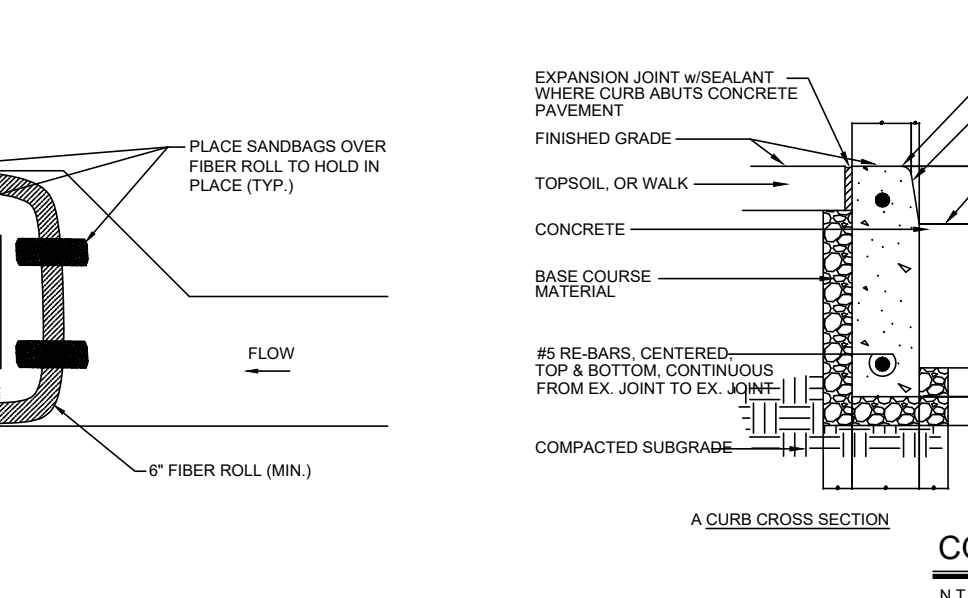 PLACE SANDBAGS OVER
FIBER ROLL TO HOLD IN
PLACE (TYP.)
FLOW
6" FIBER ROLL (MIN.)
EXPANSION JOINT w/SEALANT
WHERE CURB ABUTS CONCRETE
PAVEMENT
FINISHED GRADE
TOPSOIL, OR WALK
CONCRETE
BASE COURSE
MATERIAL
#5 RE-BARS, CENTERED,
TOP & BOTTOM, CONTINUOUS
FROM EX. JOINT TO EX. JOINT
COMPACTED SUBGRADE
A CURB CROSS SECTION